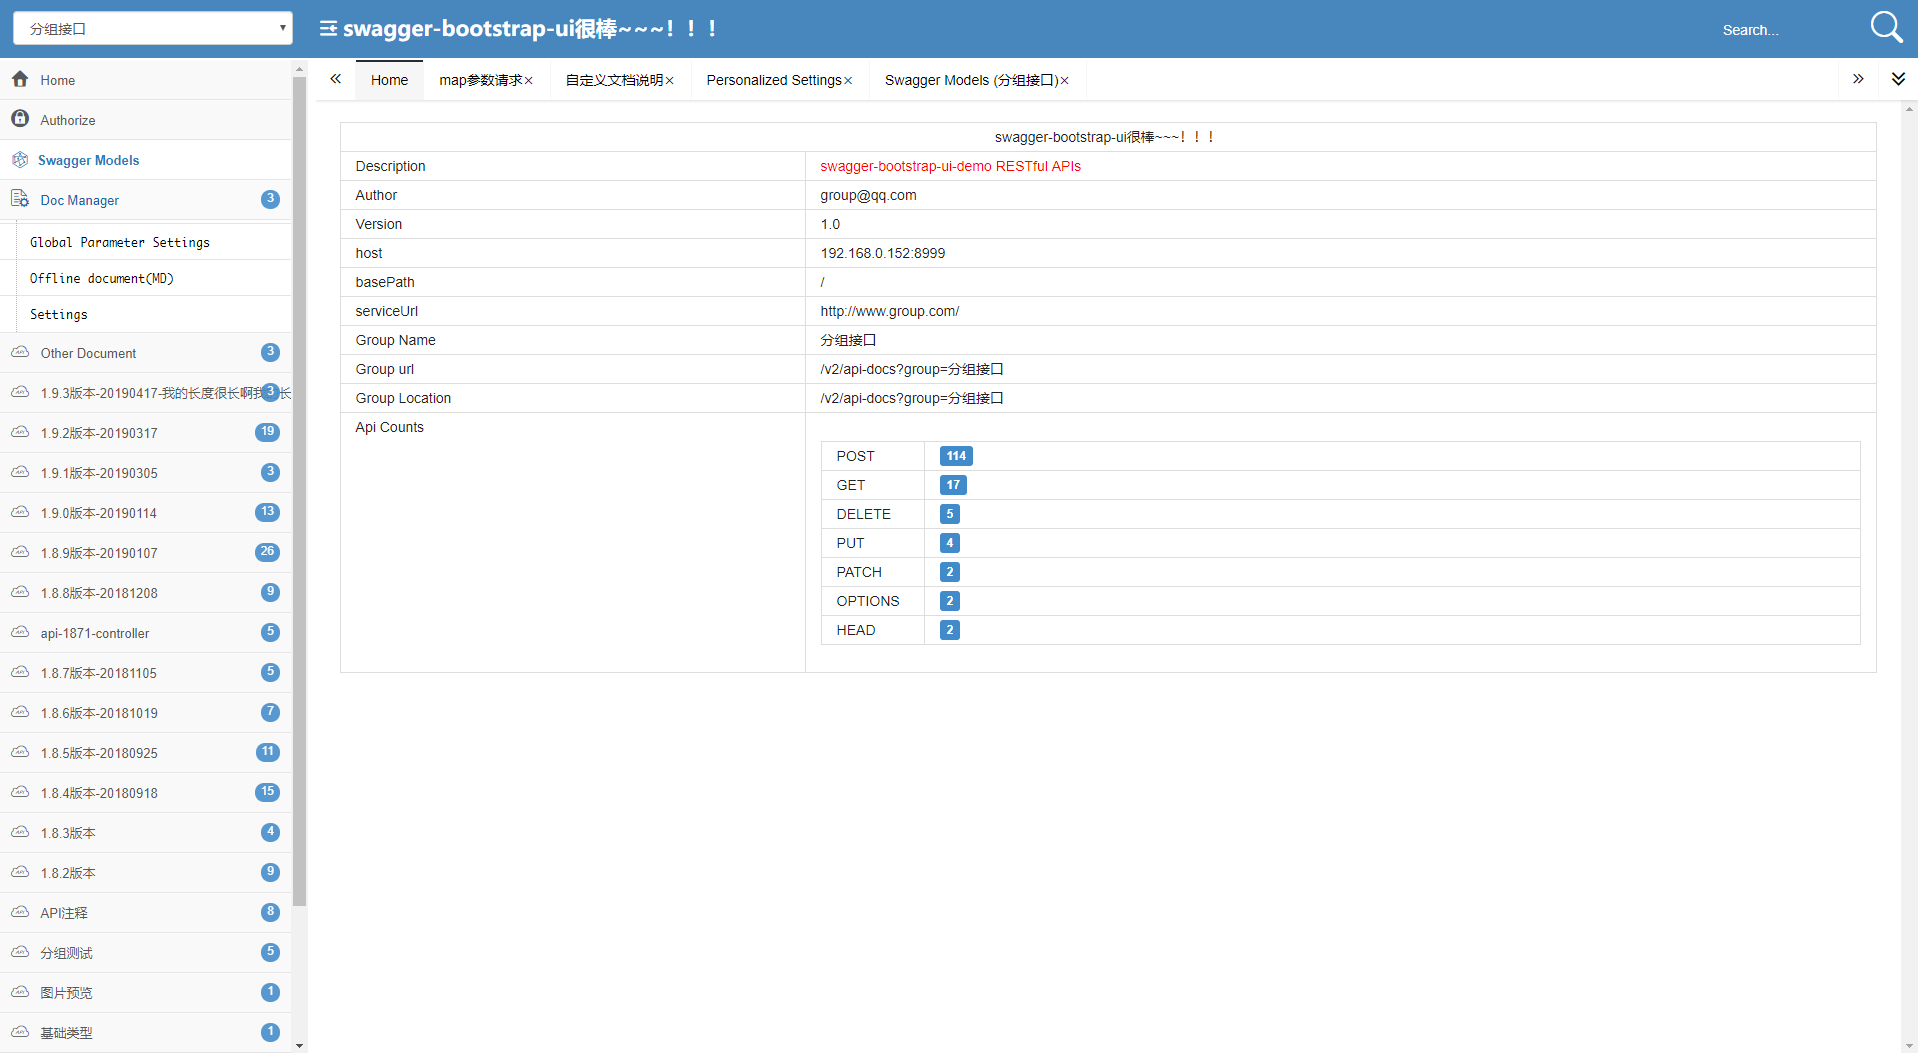 分组接口
swagger-bootstrap-ui很棒~~~！！！
Search...
Home
Authorize
Swagger Models
Doc Manager 3
Global Parameter Settings
Offline document(MD)
Settings
Other Document 3
1.9.3版本-20190417-我的长度很长啊我 3 长
1.9.2版本-20190317 19
1.9.1版本-20190305 3
1.9.0版本-20190114 13
1.8.9版本-20190107 26
1.8.8版本-20181208 9
api-1871-controller 5
1.8.7版本-20181105 5
1.8.6版本-20181019 7
1.8.5版本-20180925 11
1.8.4版本-20180918 15
1.8.3版本 4
1.8.2版本 9
API注释 8
分组测试 5
图片预览 1
基础类型 1
Home map参数请求× 自定义文档说明× Personalized Settings× Swagger Models (分组接口)×
swagger-bootstrap-ui很棒~~~！！！
Description swagger-bootstrap-ui-demo RESTful APIs
Author group@qq.com
Version 1.0
host 192.168.0.152:8999
basePath /
serviceUrl http://www.group.com/
Group Name 分组接口
Group url /v2/api-docs?group=分组接口
Group Location /v2/api-docs?group=分组接口
Api Counts
POST 114
GET 17
DELETE 5
PUT 4
PATCH 2
OPTIONS 2
HEAD 2